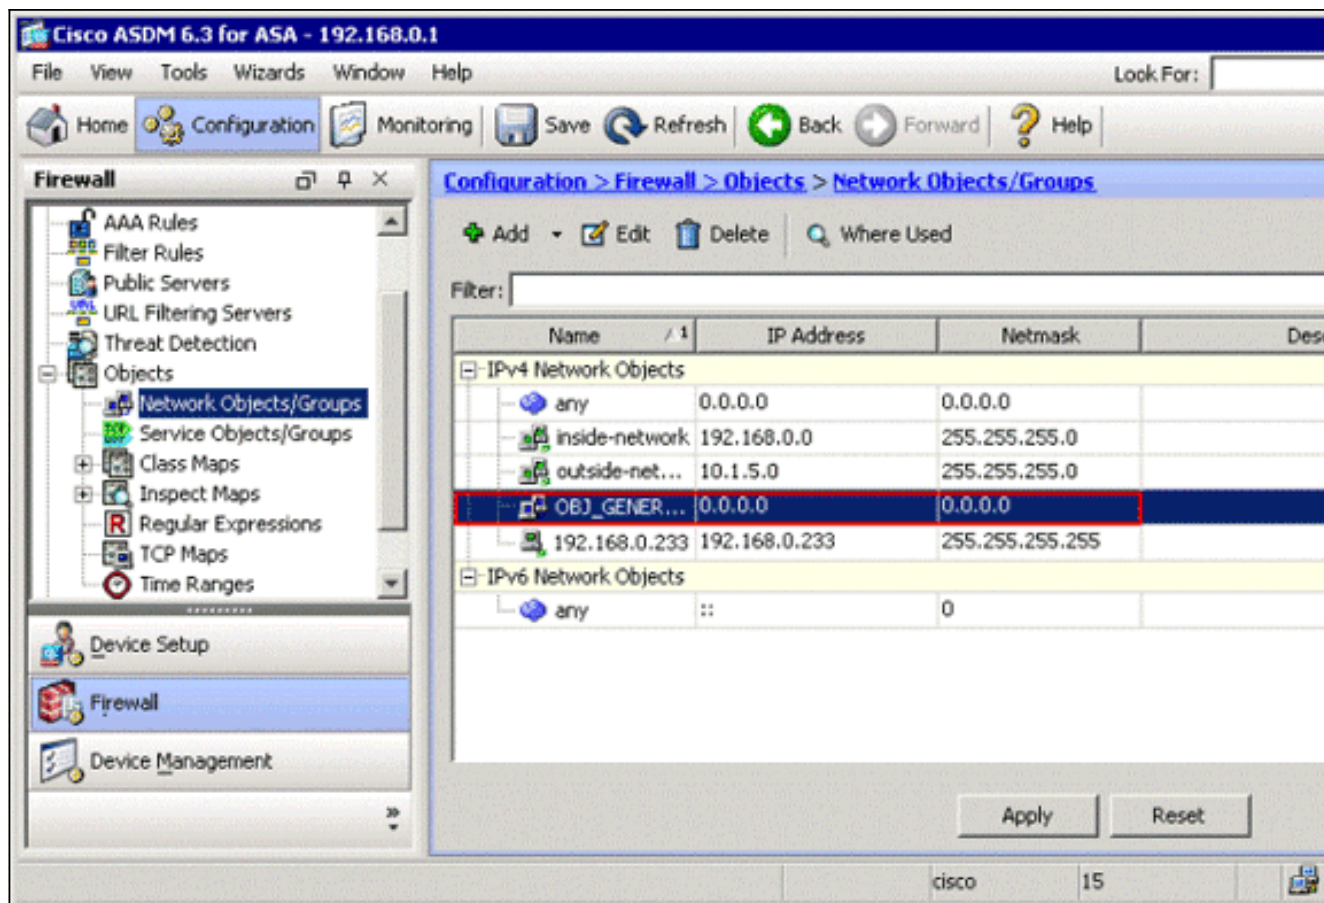 Cisco ASDM 6.3 for ASA - 192.168.0.1
File View Tools Wizards Window Help Look For:
Home Configuration Monitoring Save Refresh Back Forward Help
Firewall
AAA Rules
Filter Rules
Public Servers
URL Filtering Servers
Threat Detection
Objects
Network Objects/Groups
Service Objects/Groups
Class Maps
Inspect Maps
Regular Expressions
TCP Maps
Time Ranges
Device Setup
Firewall
Device Management
Configuration > Firewall > Objects > Network Objects/Groups
Add Edit Delete Where Used
Filter:
Name 1 IP Address Netmask Des
IPv4 Network Objects
any 0.0.0.0 0.0.0.0
inside-network 192.168.0.0 255.255.255.0
outside-net... 10.1.5.0 255.255.255.0
OBJ_GENER... 0.0.0.0 0.0.0.0
192.168.0.233 192.168.0.233 255.255.255.255
IPv6 Network Objects
any :: 0
Apply Reset
cisco 15